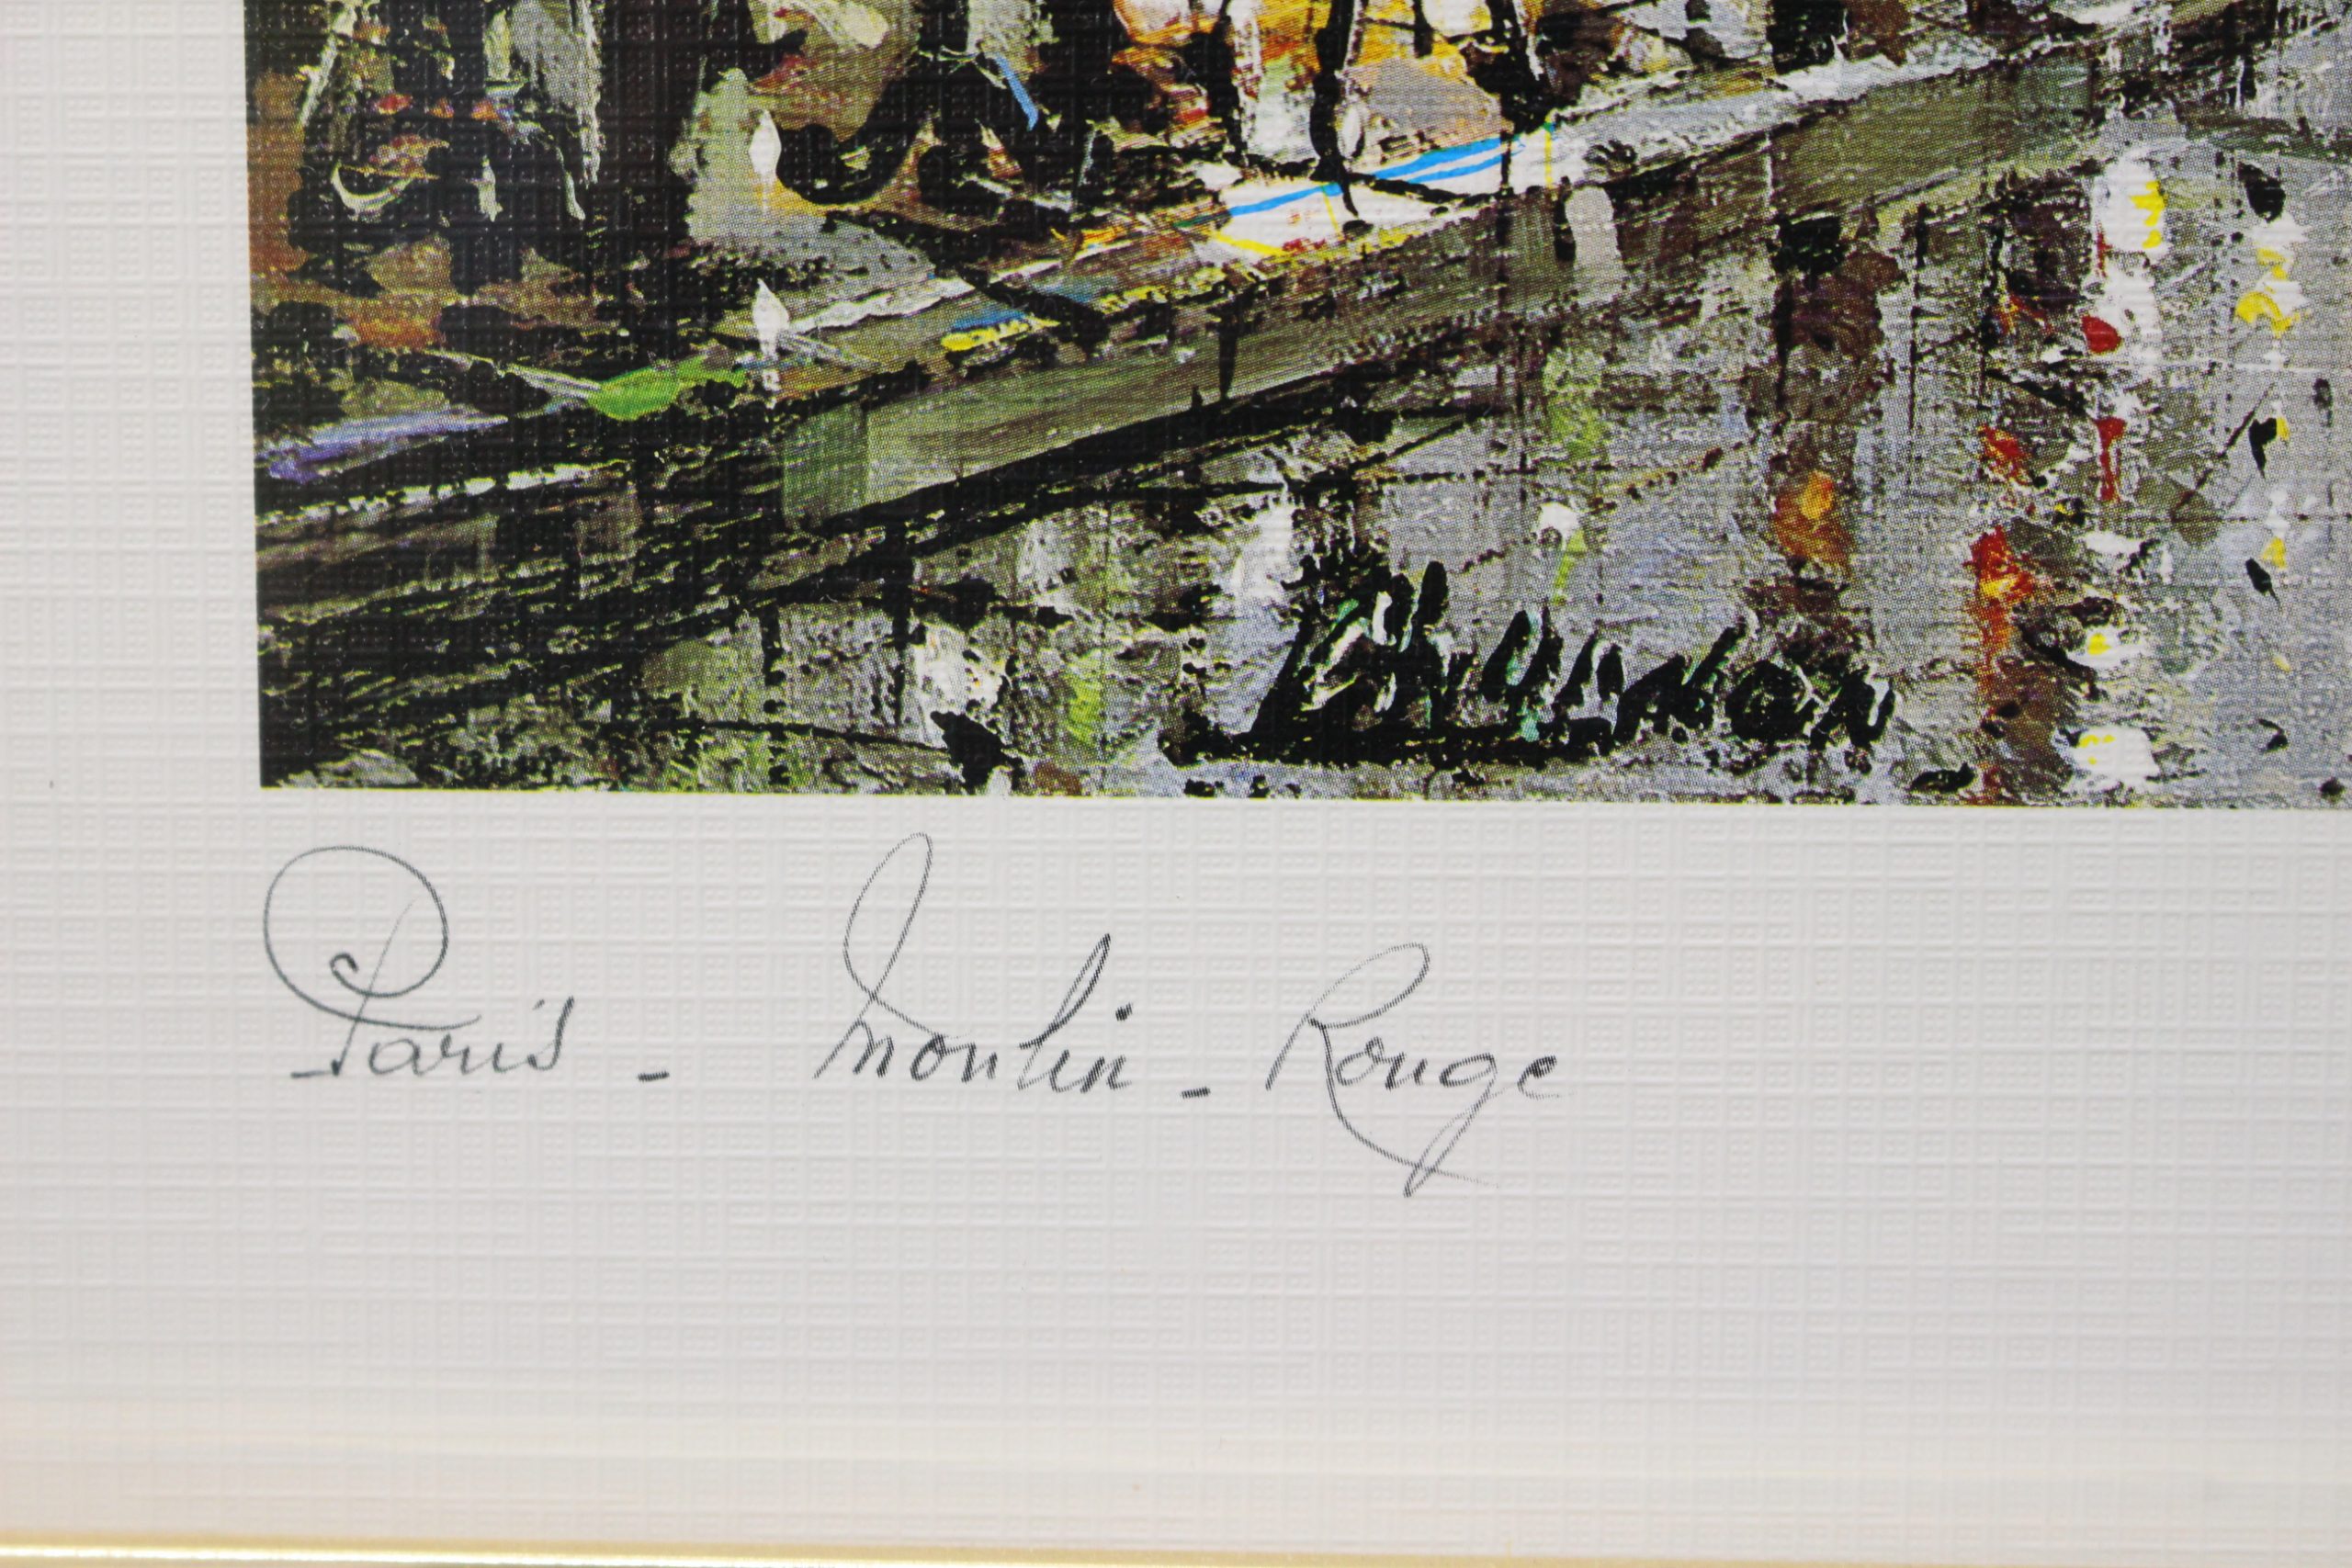 Paris - Moulin - Rouge